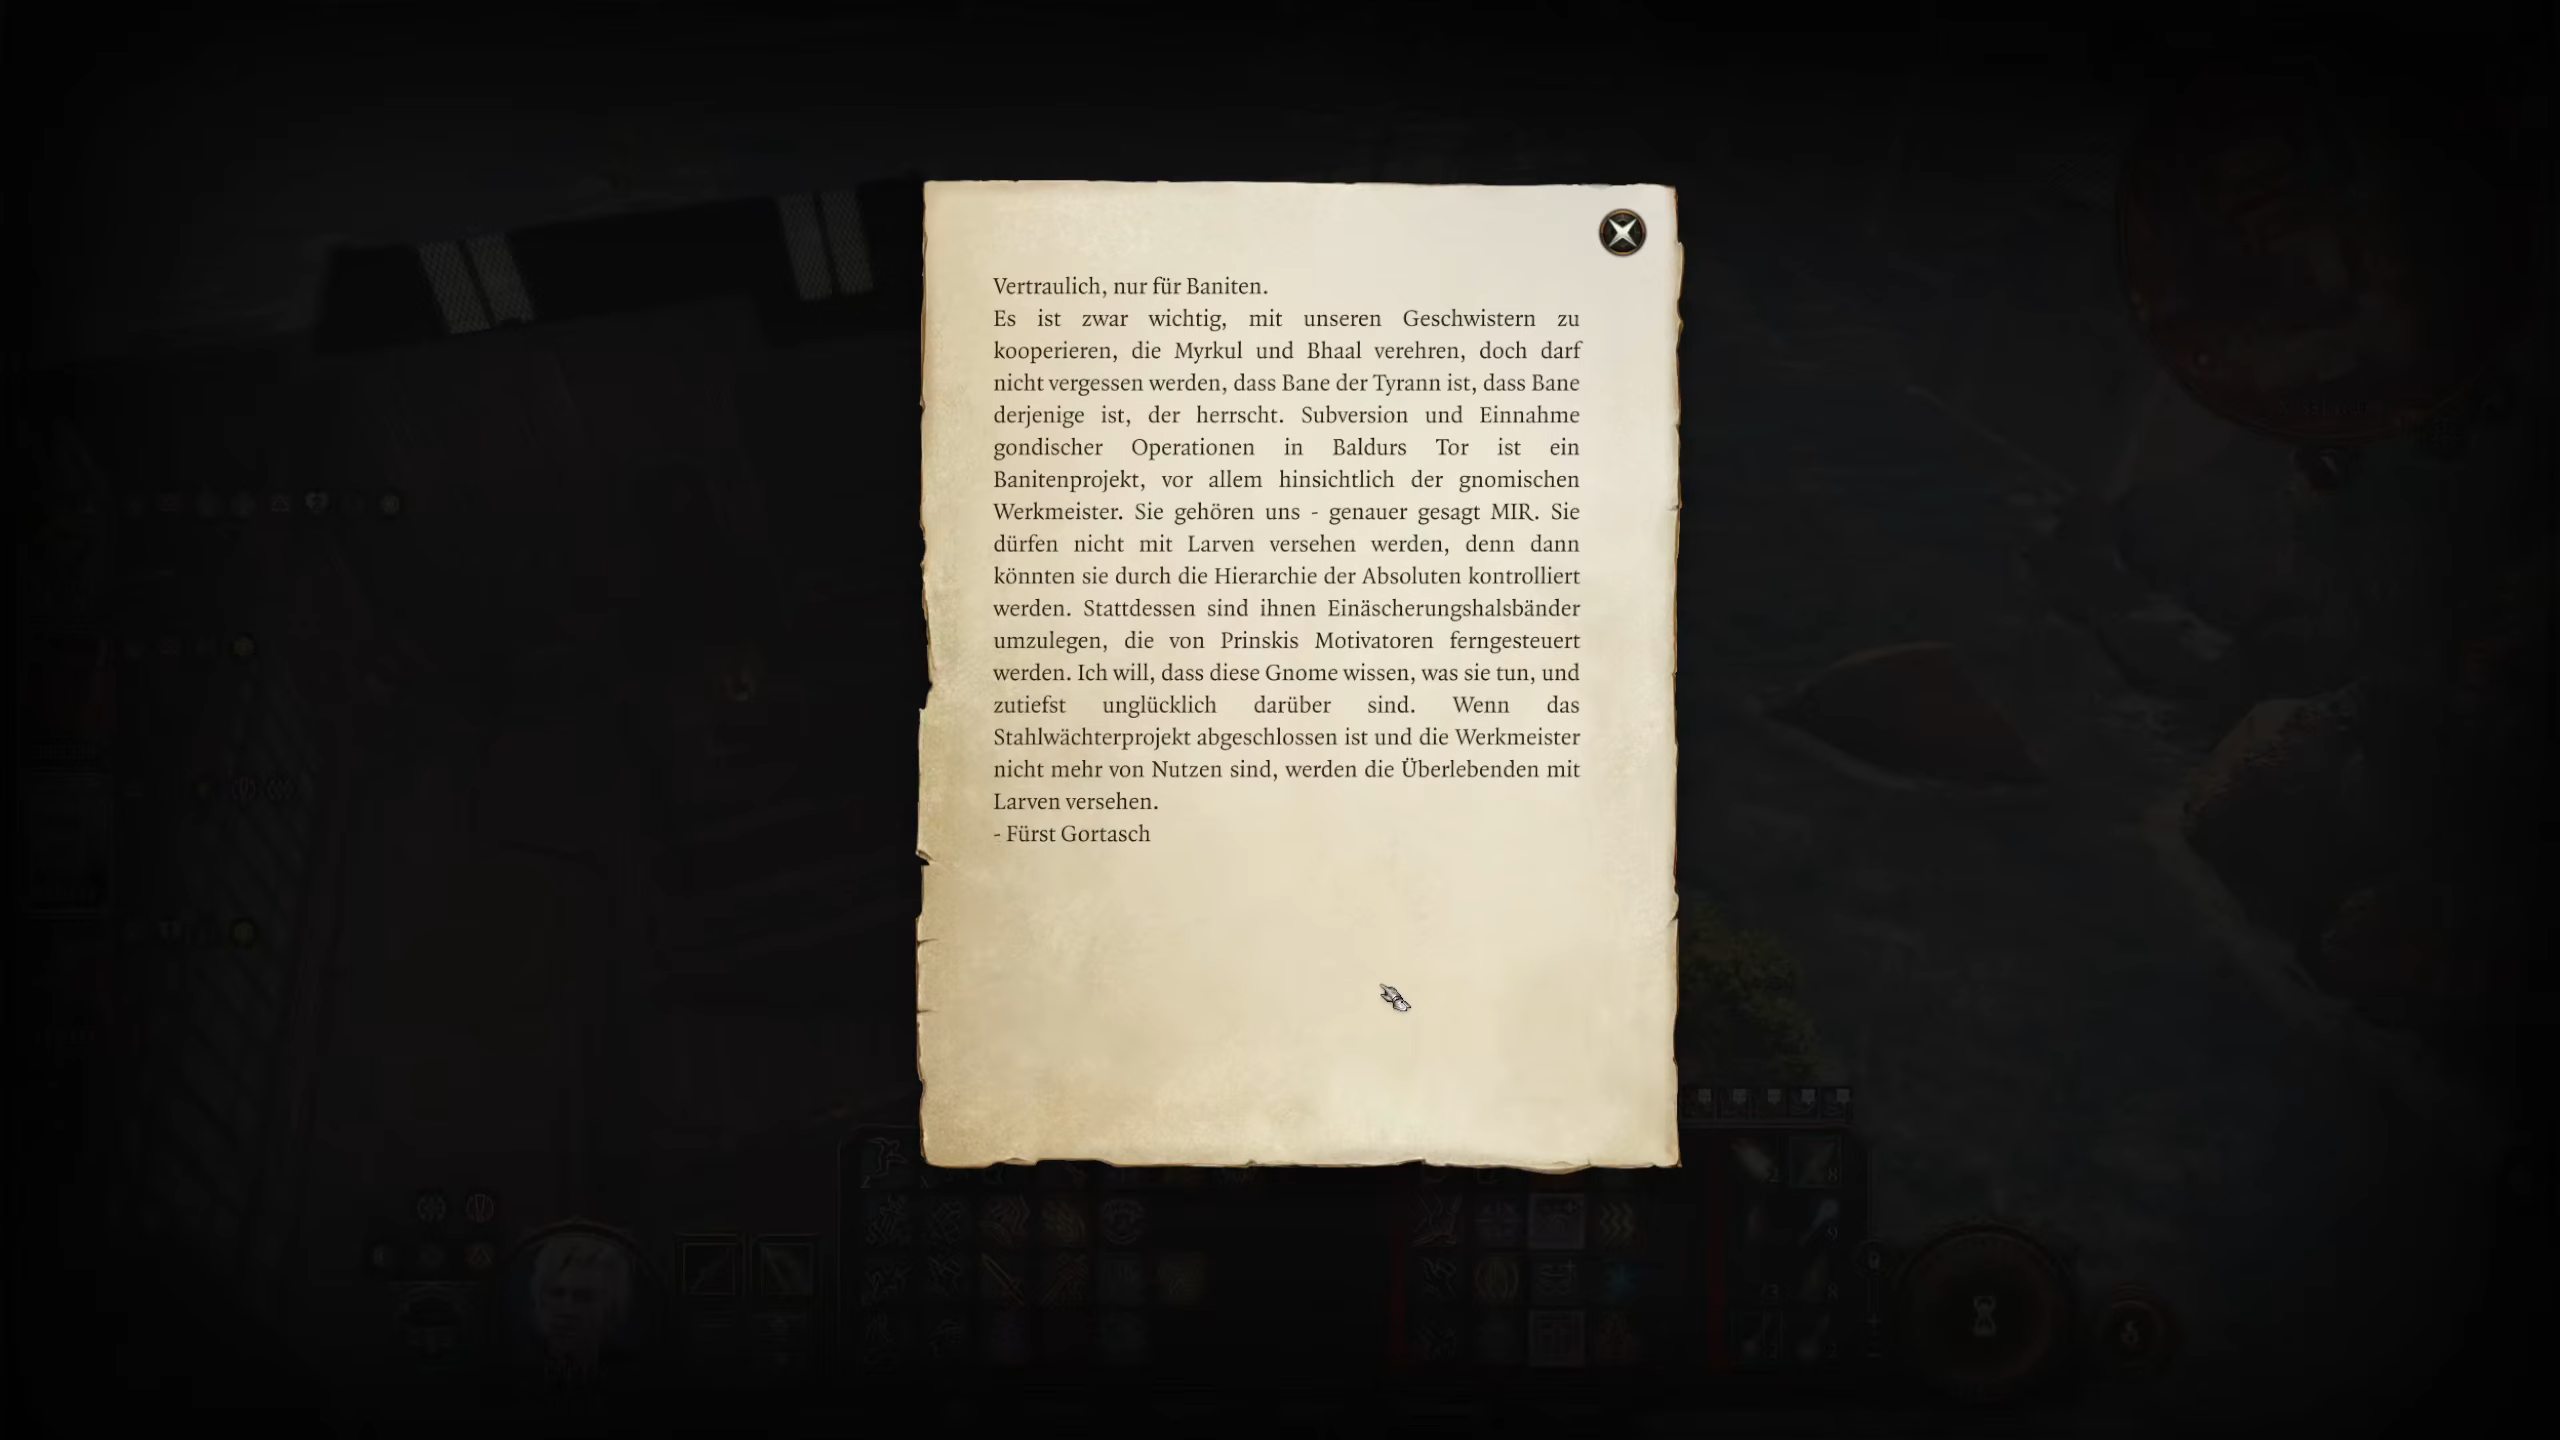 Vertraulich, nur für Baniten.
Es ist zwar wichtig, mit unseren Geschwistern zu
kooperieren, die Myrkul und Bhaal verehren, doch darf
nicht vergessen werden, dass Bane der Tyrann ist, dass Bane
derjenige ist, der herrscht. Subversion und Einnahme
gondischer Operationen in Baldurs Tor ist ein
Banitenprojekt, vor allem hinsichtlich der gnomischen
Werkmeister. Sie gehören uns - genauer gesagt MIR. Sie
dürfen nicht mit Larven versehen werden, denn dann
könnten sie durch die Hierarchie der Absoluten kontrolliert
werden. Stattdessen sind ihnen Einäscherungshalsbänder
umzulegen, die von Prinskis Motivatoren ferngesteuert
werden. Ich will, dass diese Gnome wissen, was sie tun, und
zutiefst unglücklich darüber sind. Wenn das
Stahlwächterprojekt abgeschlossen ist und die Werkmeister
nicht mehr von Nutzen sind, werden die Überlebenden mit
Larven versehen.
- Fürst Gortasch